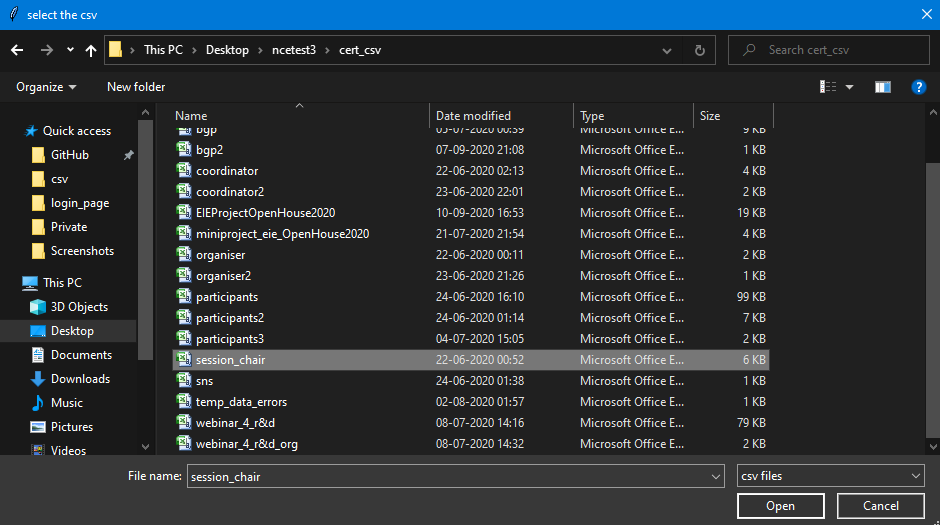 select the csv
This PC > Desktop > ncetest3 > cert_csv
Search cert_csv
Organize New folder
Name Date modified Type Size
Quick access
GitHub
csv
login_page
Private
Screenshots
This PC
3D Objects
Desktop
Documents
Downloads
Music
Pictures
Videos
bgp 05-07-2020 00:39 Microsoft Office E... 9 KB
bgp2 07-09-2020 21:08 Microsoft Office E... 1 KB
coordinator 22-06-2020 02:13 Microsoft Office E... 4 KB
coordinator2 23-06-2020 22:01 Microsoft Office E... 2 KB
EIEProjectOpenHouse2020 10-09-2020 16:53 Microsoft Office E... 19 KB
miniproject_eie_OpenHouse2020 21-07-2020 21:54 Microsoft Office E... 4 KB
organiser 22-06-2020 00:11 Microsoft Office E... 2 KB
organiser2 23-06-2020 21:26 Microsoft Office E... 1 KB
participants 24-06-2020 16:10 Microsoft Office E... 99 KB
participants2 24-06-2020 01:14 Microsoft Office E... 7 KB
participants3 04-07-2020 15:05 Microsoft Office E... 2 KB
session_chair 22-06-2020 00:52 Microsoft Office E... 6 KB
sns 24-06-2020 01:38 Microsoft Office E... 1 KB
temp_data_errors 02-08-2020 01:57 Microsoft Office E... 1 KB
webinar_4_r&d 08-07-2020 14:16 Microsoft Office E... 79 KB
webinar_4_r&d_org 08-07-2020 14:32 Microsoft Office E... 2 KB
File name: session_chair csv files
Open Cancel